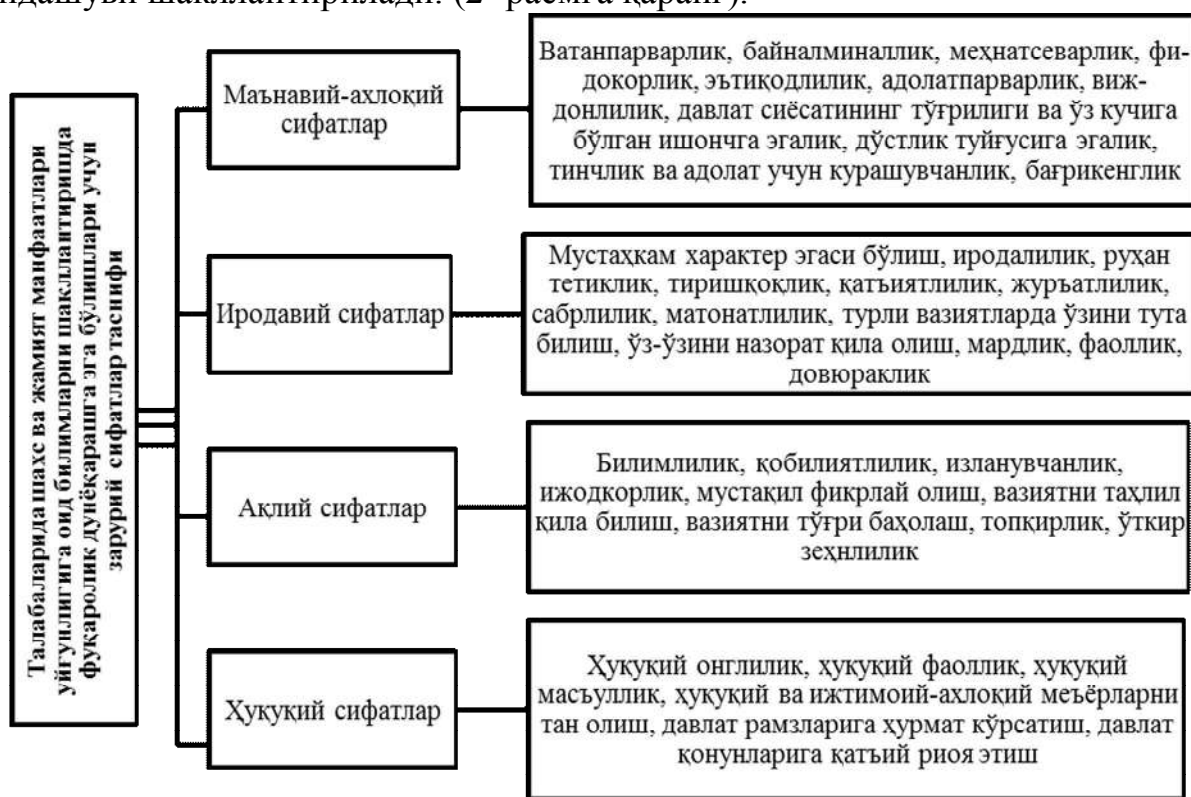 ндашуви шакллантирилади. (2- расмга қаранг).
Талабаларида шахс ва жамият манфаатлари
уйғунлигига оид билимларни шакллантиришда
фуқаролик дунёқарашга эга бўлишлари учун
зарурий сифатлар таснифи
Маънавий-ахлоқий
сифатлар
Ватанпарварлик, байналминаллик, меҳнатсеварлик, фи-
докорлик, эътиқодлилик, адолатпарварлик, виж-
донлилик, давлат сиёсатининг тўғрилиги ва ўз кучига
бўлган ишончга эгалик, дўстлик туйғусига эгалик,
тинчлик ва адолат учун курашувчанлик, бағрикенглик
Иродавий сифатлар
Мустаҳкам характер эгаси бўлиш, иродалилик, руҳан
тетиклик, тиришқоқлик, қатъиятлилик, журъатлилик,
сабрлилик, матонатлилик, турли вазиятларда ўзини тута
билиш, ўз-ўзини назорат қила олиш, мардлик, фаоллик,
довюраклик
Ақлий сифатлар
Билимлилик, қобилиятлилик, изланувчанлик,
ижодкорлик, мустақил фикрлай олиш, вазиятни таҳлил
қила билиш, вазиятни тўғри баҳолаш, топқирлик, ўткир
зеҳнлилик
Ҳуқуқий сифатлар
Ҳуқуқий онглилик, ҳуқуқий фаоллик, ҳуқуқий
масъуллик, ҳуқуқий ва ижтимоий-ахлоқий меъёрларни
тан олиш, давлат рамзларига ҳурмат кўрсатиш, давлат
қонунларига қатъий риоя этиш